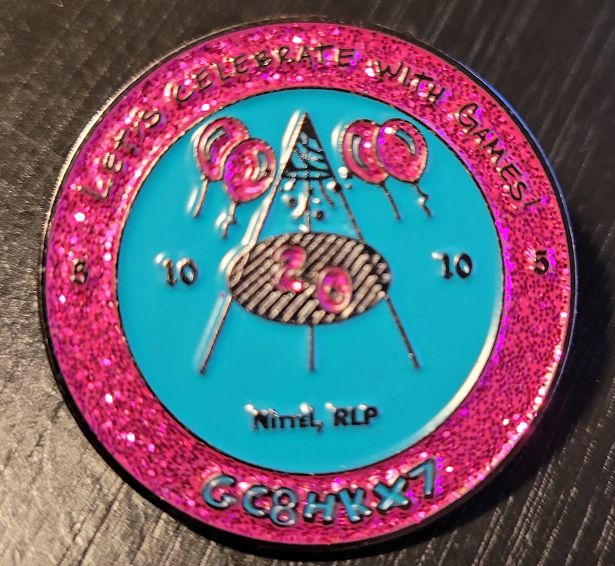 LET'S CELEBRATE WITH GAMES!
20
5 10 10 5
NITTEL, RLP
GC8HKX7